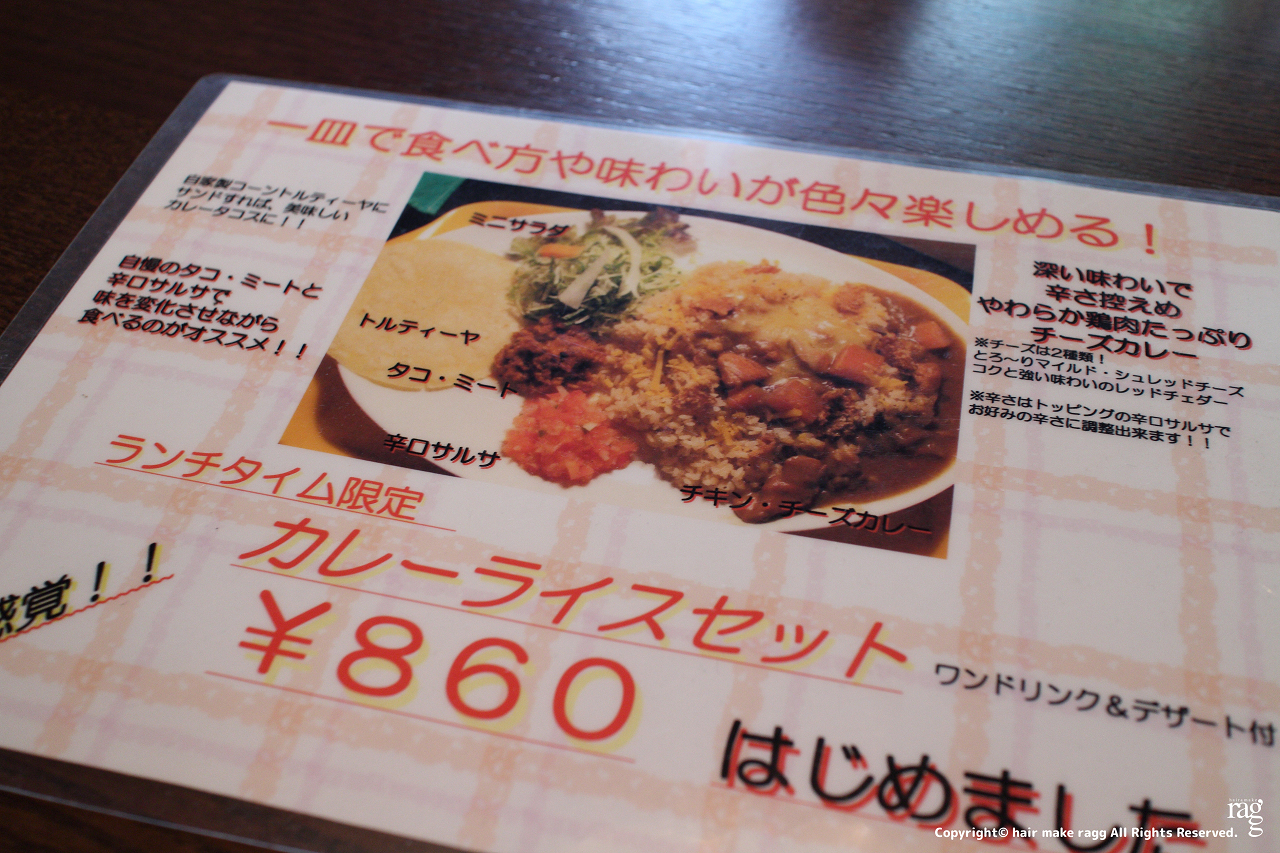 一皿で食べ方や味わいが色々楽しめる！
自家製コーントルティーヤに
サンドすれば、美味しい
カレータコスに！！
自慢のタコ・ミートと
辛口サルサで
味を変化させながら
食べるのがオススメ！！
ミニサラダ
トルティーヤ
タコ・ミート
辛口サルサ
チキン・チーズカレー
深い味わいで
辛さ控えめ
やわらか鶏肉たっぷり
チーズカレー
※チーズは2種類！
とろ～りマイルド・シュレッドチーズ
コクと強い味わいのレッドチェダー
※辛さはトッピングの辛口サルサで
お好みの辛さに調整出来ます！！
ランチタイム限定
カレーライスセット
¥860
ワンドリンク＆デザート付
感覚！！
はじめました
ragg
Copyright© hair make ragg All Rights Reserved.